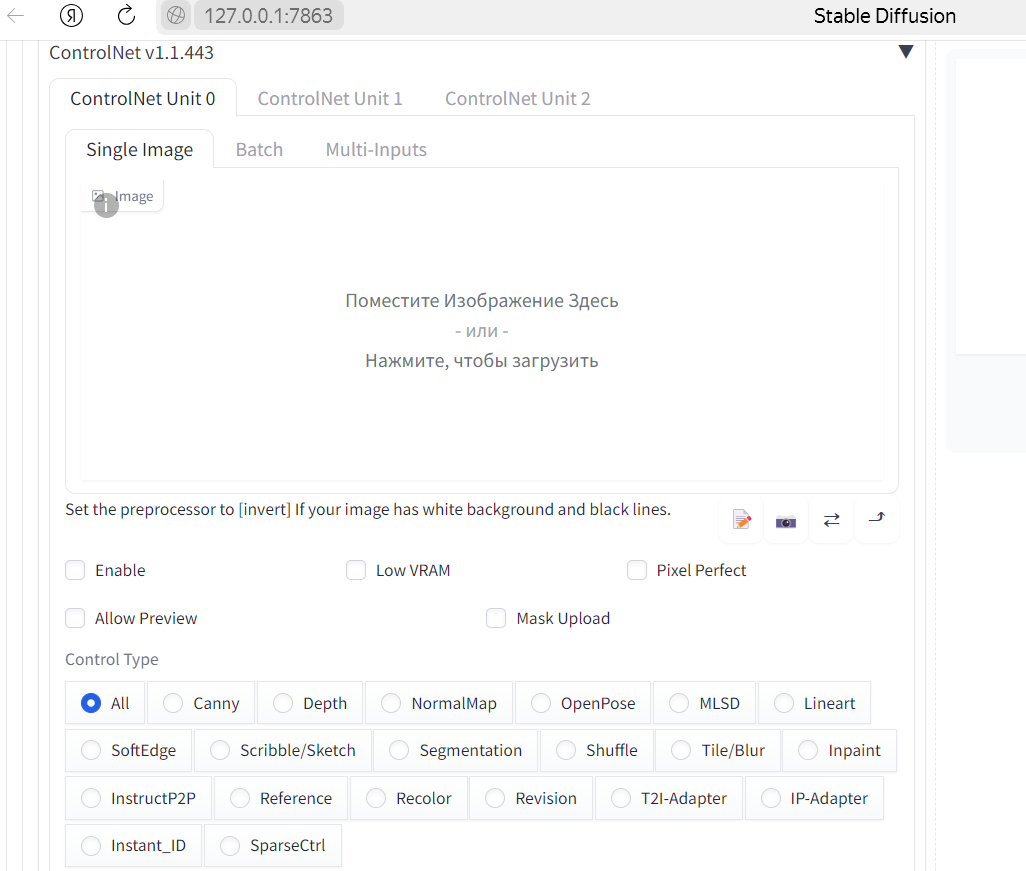 Я 127.0.0.1:7863 Stable Diffusion
ControlNet v1.1.443 ▼
ControlNet Unit 0 ControlNet Unit 1 ControlNet Unit 2
Single Image Batch Multi-Inputs
Image
i
Поместите Изображение Здесь
- или -
Нажмите, чтобы загрузить
Set the preprocessor to [invert] If your image has white background and black lines.
Enable Low VRAM Pixel Perfect
Allow Preview Mask Upload
Control Type
All Canny Depth NormalMap OpenPose MLSD Lineart
SoftEdge Scribble/Sketch Segmentation Shuffle Tile/Blur Inpaint
InstructP2P Reference Recolor Revision T2I-Adapter IP-Adapter
Instant_ID SparseCtrl